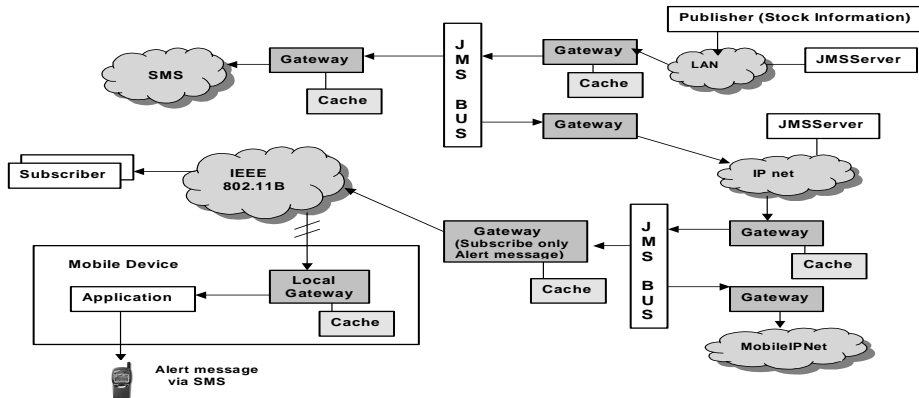 Publisher (Stock Information)
JMS BUS
Gateway
Cache
LAN
JMSServer
SMS
Gateway
Cache
Gateway
JMSServer
Subscriber
IEEE
802.11B
IP net
Gateway
(Subscribe only
Alert message)
Cache
JMS BUS
Gateway
Cache
Mobile Device
Local
Gateway
Cache
Application
Gateway
MobileIPNet
Alert message
via SMS